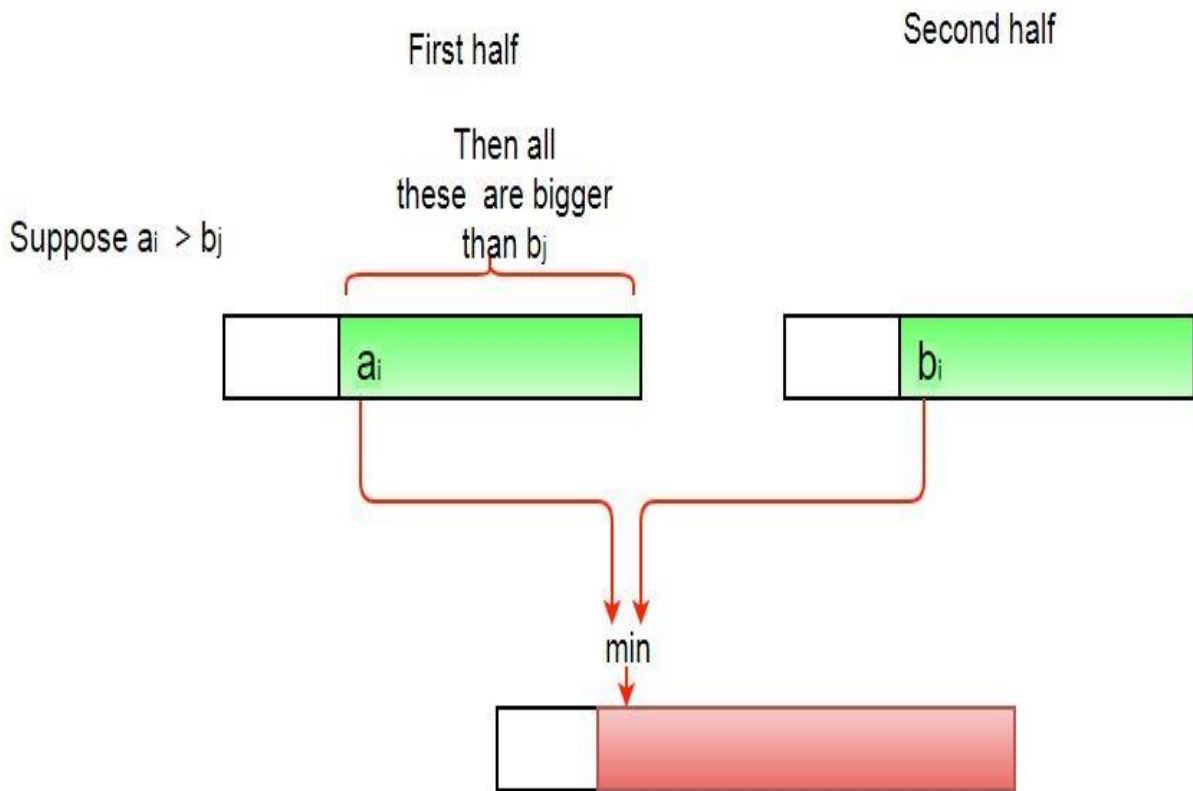 First half
Second half
Then all
these are bigger
than bj
Suppose ai > bj
ai
bi
min